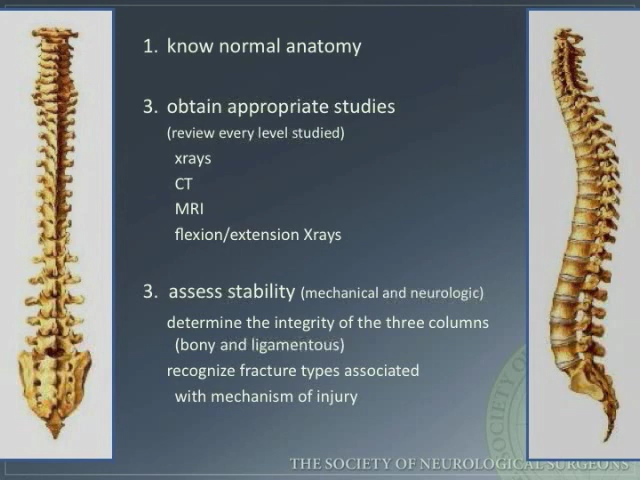 1. know normal anatomy
3. obtain appropriate studies
(review every level studied)
xrays
CT
MRI
flexion/extension Xrays
3. assess stability (mechanical and neurologic)
determine the integrity of the three columns
(bony and ligamentous)
recognize fracture types associated
with mechanism of injury
SOCIETY OF
THE SOCIETY OF NEUROLOGICAL SURGEONS